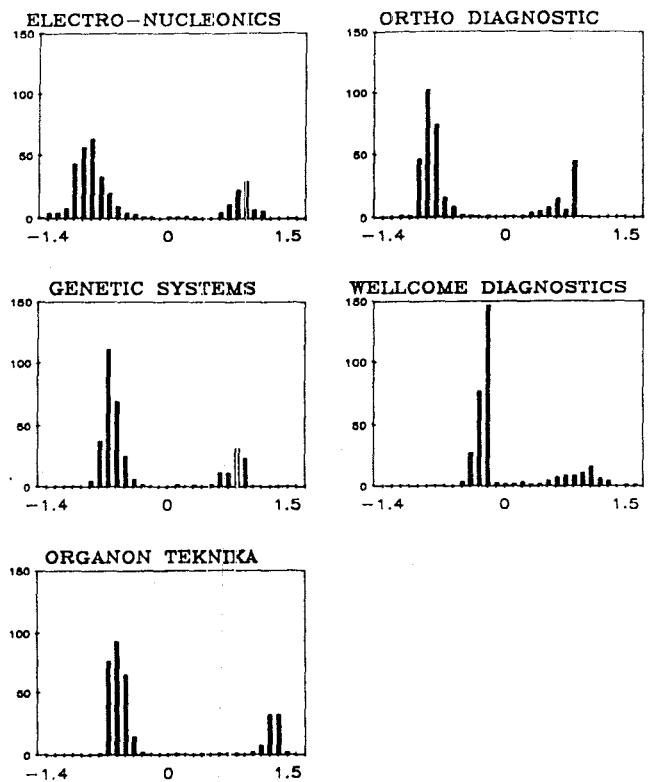 ELECTRO-NUCLEONICS
150
100
50
0
-1.4 0 1.5
ORTHO DIAGNOSTIC
150
100
50
0
-1.4 0 1.5
GENETIC SYSTEMS
150
100
50
0
-1.4 0 1.5
WELLCOME DIAGNOSTICS
150
100
50
0
-1.4 0 1.5
ORGANON TEKNIKA
150
100
50
0
-1.4 0 1.5